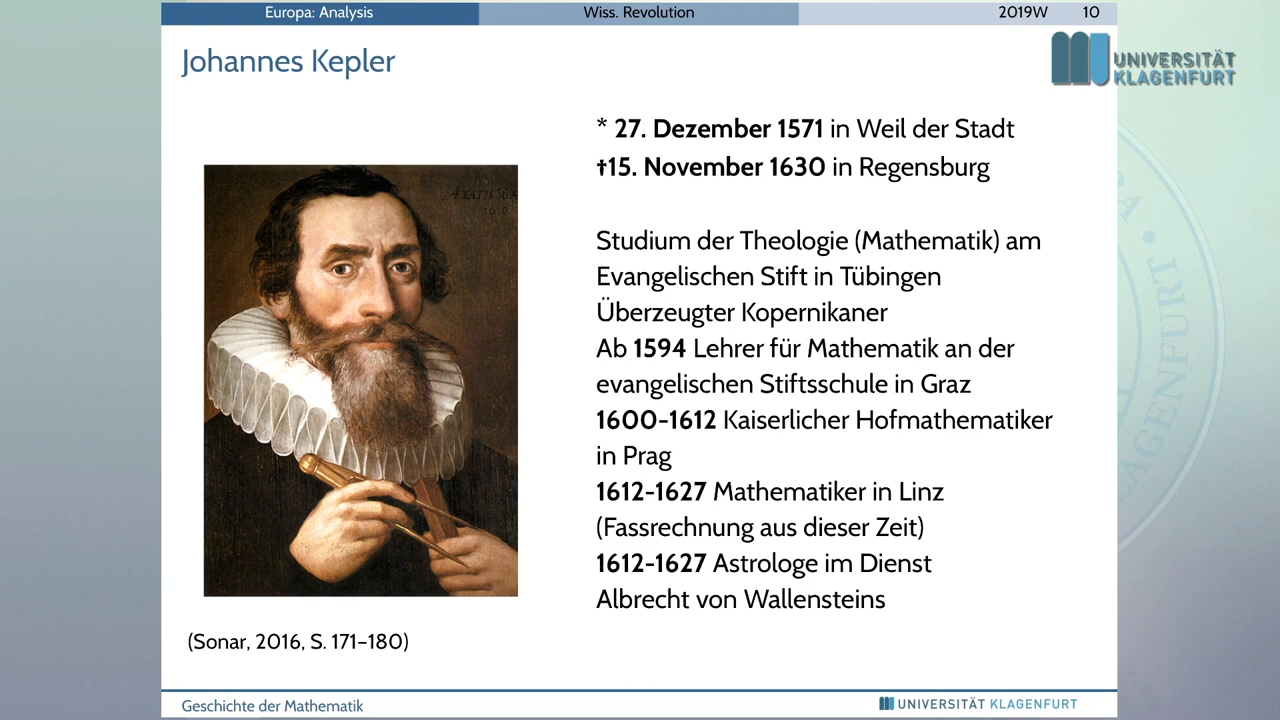 Europa: Analysis Wiss. Revolution 2019W 10
Johannes Kepler
UNIVERSITÄT
KLAGENFURT
* 27. Dezember 1571 in Weil der Stadt
†15. November 1630 in Regensburg
ÆTATIS SUÆ
1610
Studium der Theologie (Mathematik) am
Evangelischen Stift in Tübingen
Überzeugter Kopernikaner
Ab 1594 Lehrer für Mathematik an der
evangelischen Stiftsschule in Graz
1600–1612 Kaiserlicher Hofmathematiker
in Prag
1612-1627 Mathematiker in Linz
(Fassrechnung aus dieser Zeit)
1612-1627 Astrologe im Dienst
Albrecht von Wallensteins
(Sonar, 2016, S. 171–180)
Geschichte der Mathematik
UNIVERSITÄT KLAGENFURT
KLAGENFURT